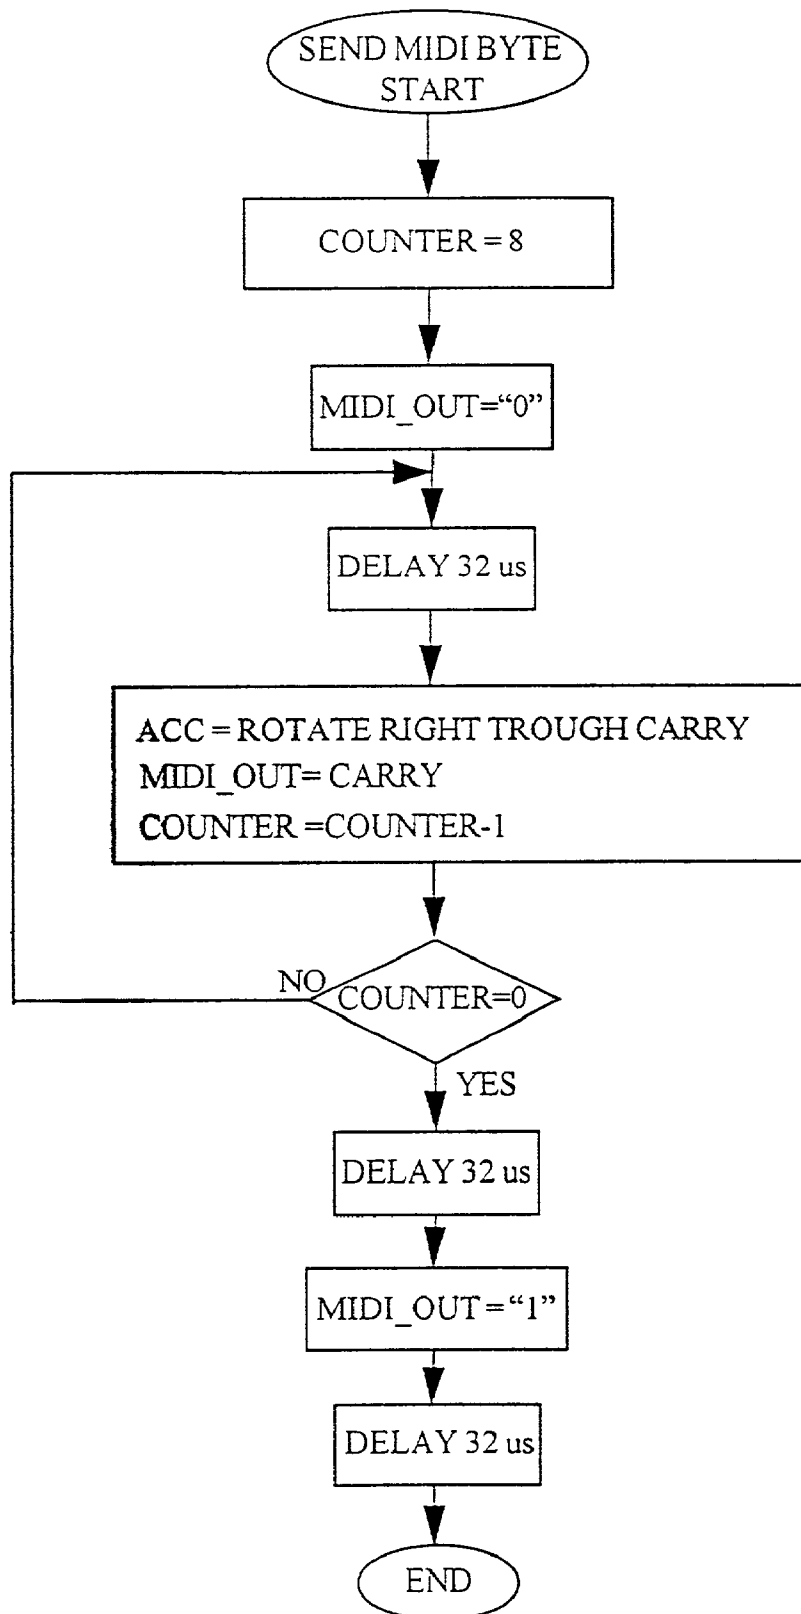 SEND MIDI BYTE
START
COUNTER = 8
MIDI_OUT=“0”
DELAY 32 us
ACC = ROTATE RIGHT TROUGH CARRY
MIDI_OUT= CARRY
COUNTER =COUNTER-1
NO
COUNTER=0
YES
DELAY 32 us
MIDI_OUT = “1”
DELAY 32 us
END